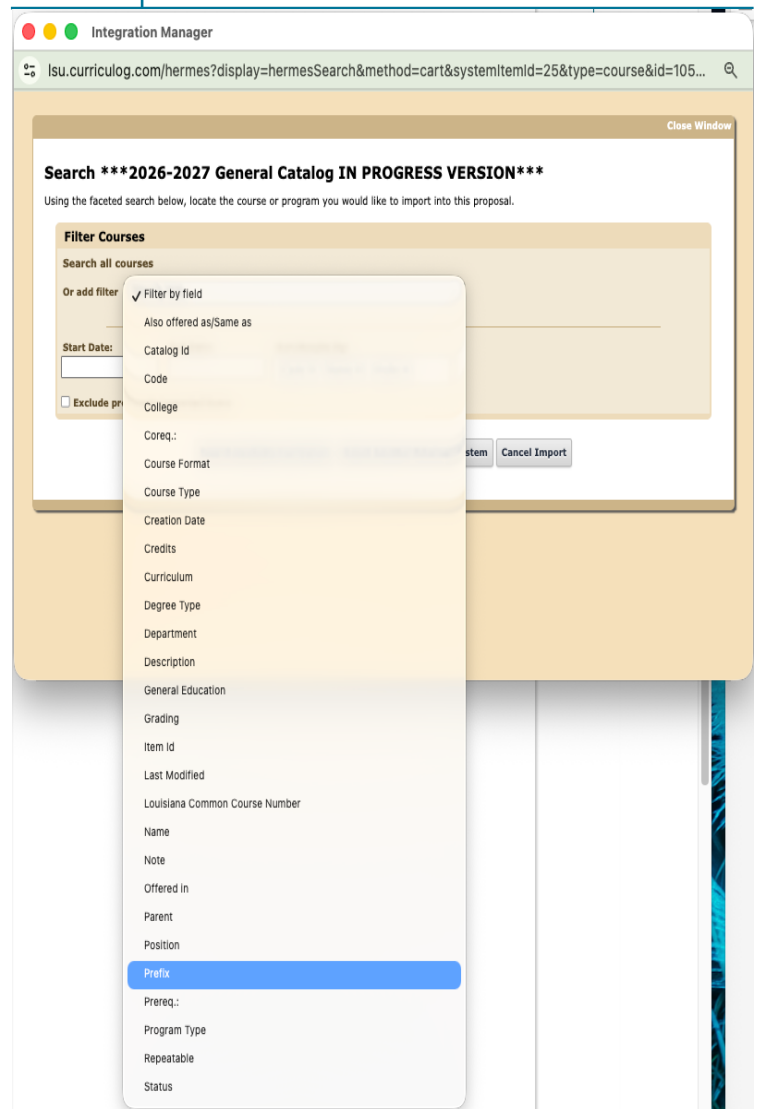 Integration Manager
lsu.curriculog.com/hermes?display=hermesSearch&method=cart&systemItemId=25&type=course&id=105...
Close Window
Search ***2026-2027 General Catalog IN PROGRESS VERSION***
Using the faceted search below, locate the course or program you would like to import into this proposal.
Filter Courses
Search all courses
Or add filter
✓ Filter by field
Also offered as/Same as
Start Date:
Catalog Id
Code
Exclude pr
College
Coreq.:
stem Cancel Import
Course Format
Course Type
Creation Date
Credits
Curriculum
Degree Type
Department
Description
General Education
Grading
Item Id
Last Modified
Louisiana Common Course Number
Name
Note
Offered in
Parent
Position
Prefix
Prereq.:
Program Type
Repeatable
Status